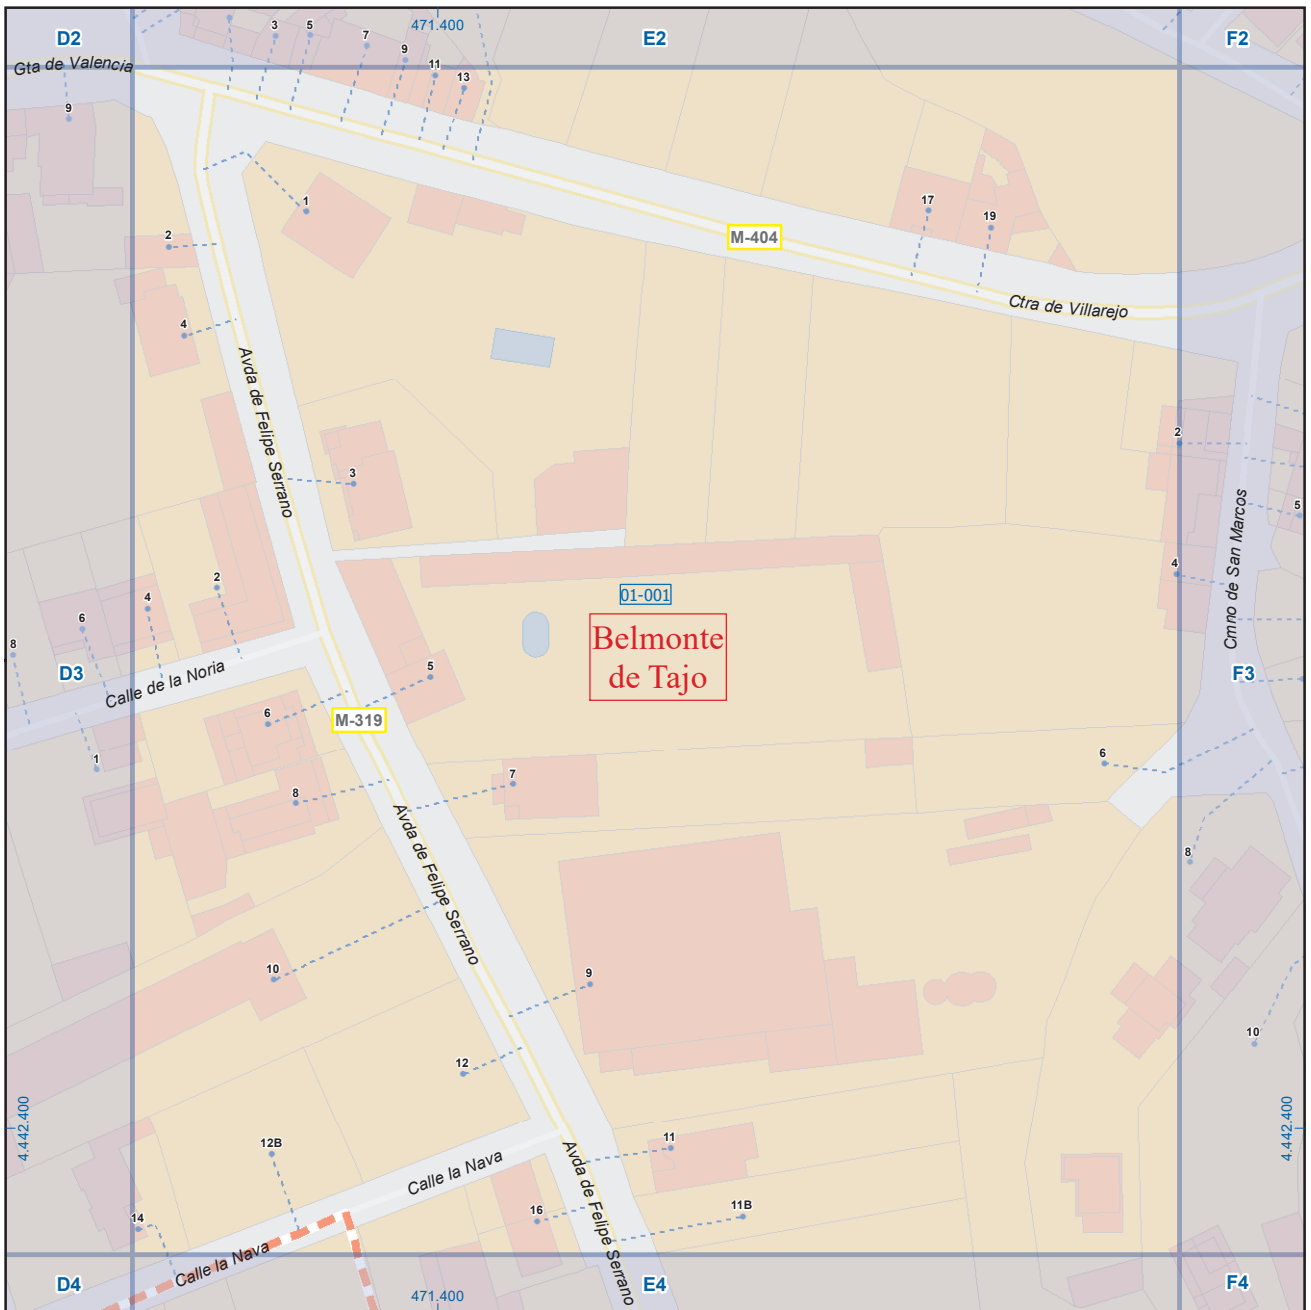 471.400
D2
E2
F2
3
5
7
9
11
13
Gta de Valencia
9
1
17
19
2
M-404
Ctra de Villarejo
4
Avda de Felipe Serrano
2
3
Cmno de San Marcos
5
4
2
4
6
8
01-001
Belmonte
de Tajo
D3
Calle de la Noria
5
F3
6
M-319
1
6
7
8
Avda de Felipe Serrano
8
10
9
12
10
4.442.400
4.442.400
12B
11
Calle la Nava
Avda de Felipe Serrano
14
16
11B
Calle la Nava
D4
E4
F4
471.400